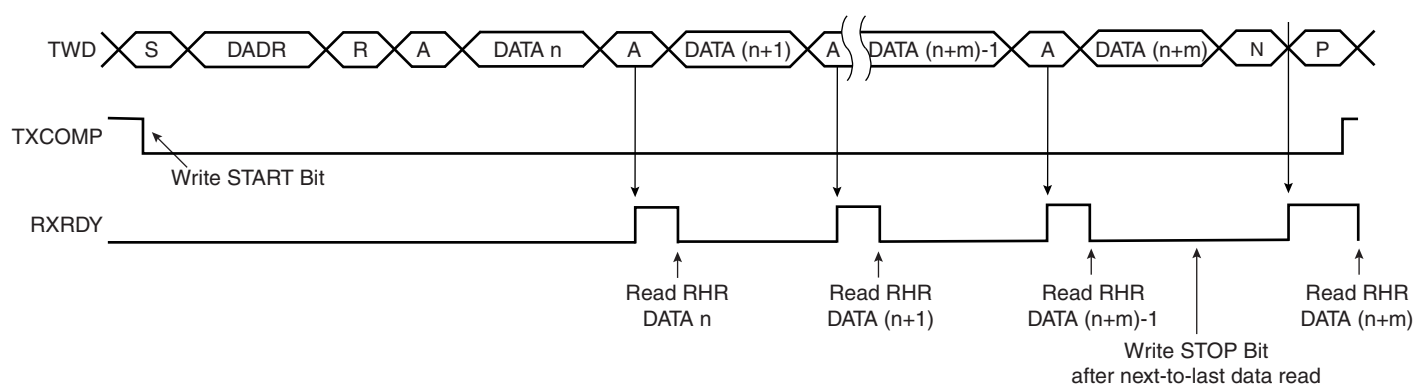 TWD S DADR R A DATA n A DATA (n+1) A DATA (n+m)-1 A DATA (n+m) N P
TXCOMP
Write START Bit
RXRDY
Read RHR Read RHR Read RHR Read RHR
DATA n DATA (n+1) DATA (n+m)-1 DATA (n+m)
Write STOP Bit
after next-to-last data read